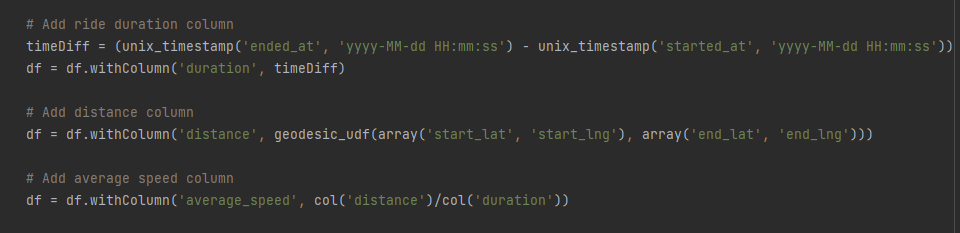 # Add ride duration column
timeDiff = (unix_timestamp('ended_at', 'yyyy-MM-dd HH:mm:ss') - unix_timestamp('started_at', 'yyyy-MM-dd HH:mm:ss'))
df = df.withColumn('duration', timeDiff)
# Add distance column
df = df.withColumn('distance', geodesic_udf(array('start_lat', 'start_lng'), array('end_lat', 'end_lng')))
# Add average speed column
df = df.withColumn('average_speed', col('distance')/col('duration'))